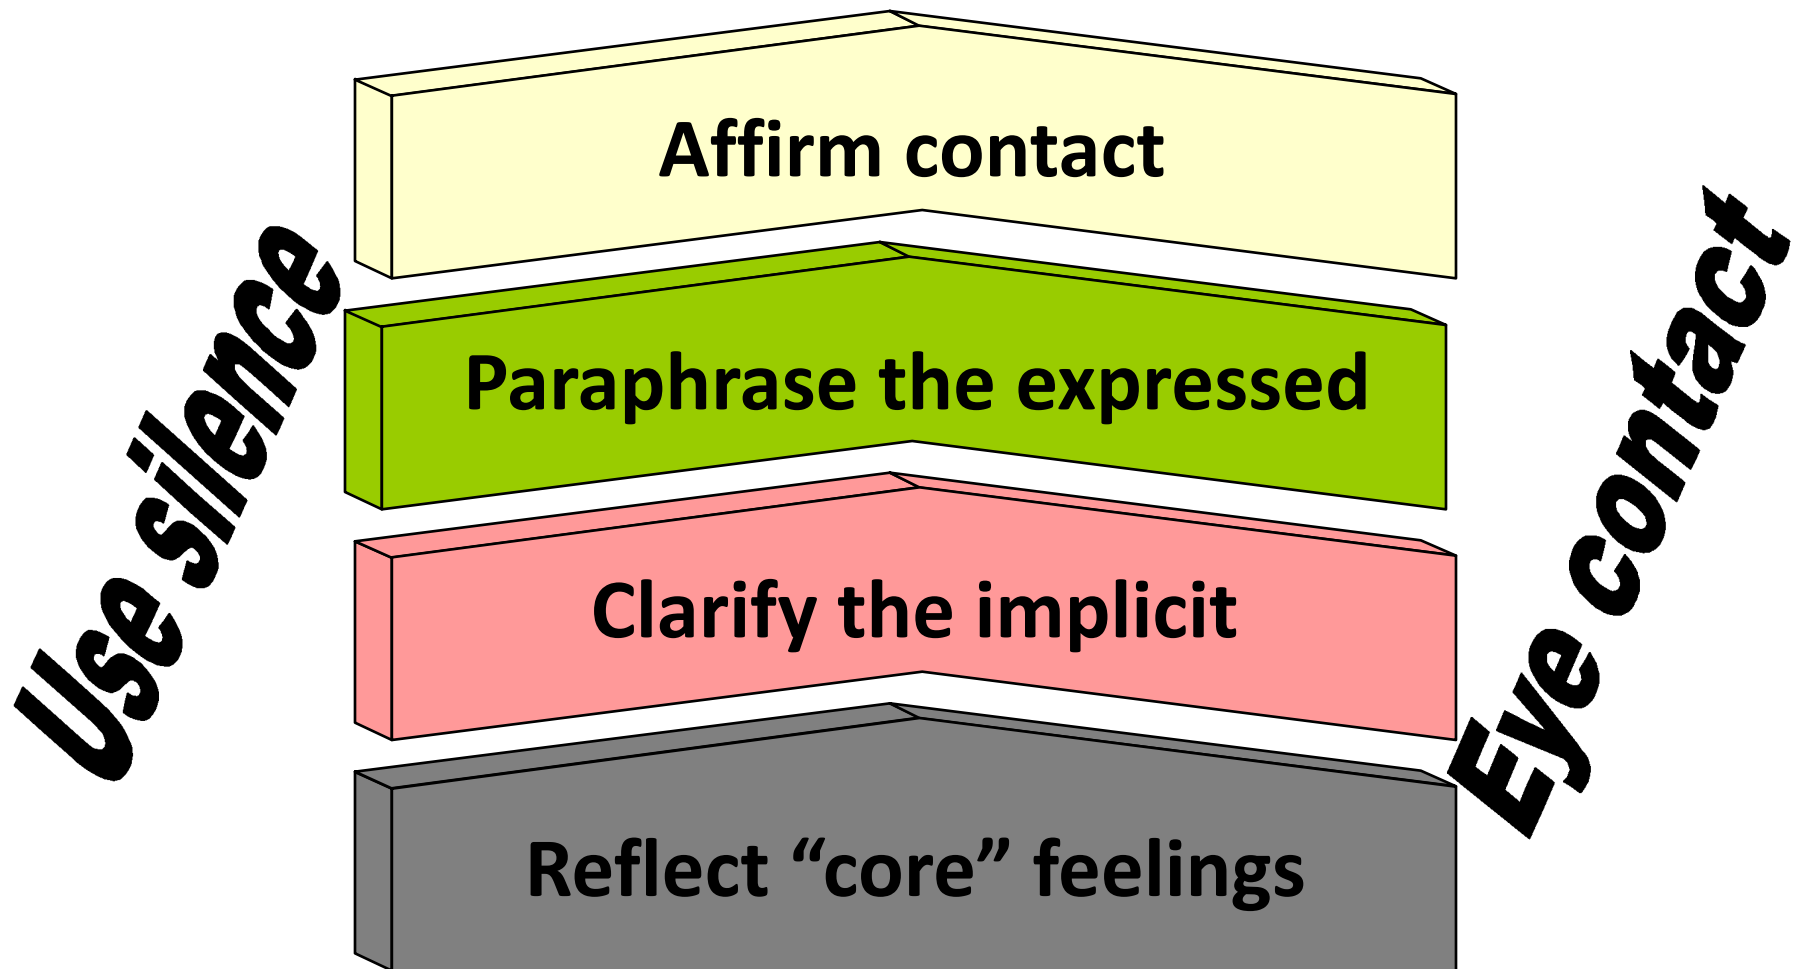 Affirm contact
Use silence
Eye contact
Paraphrase the expressed
Clarify the implicit
Reflect “core” feelings